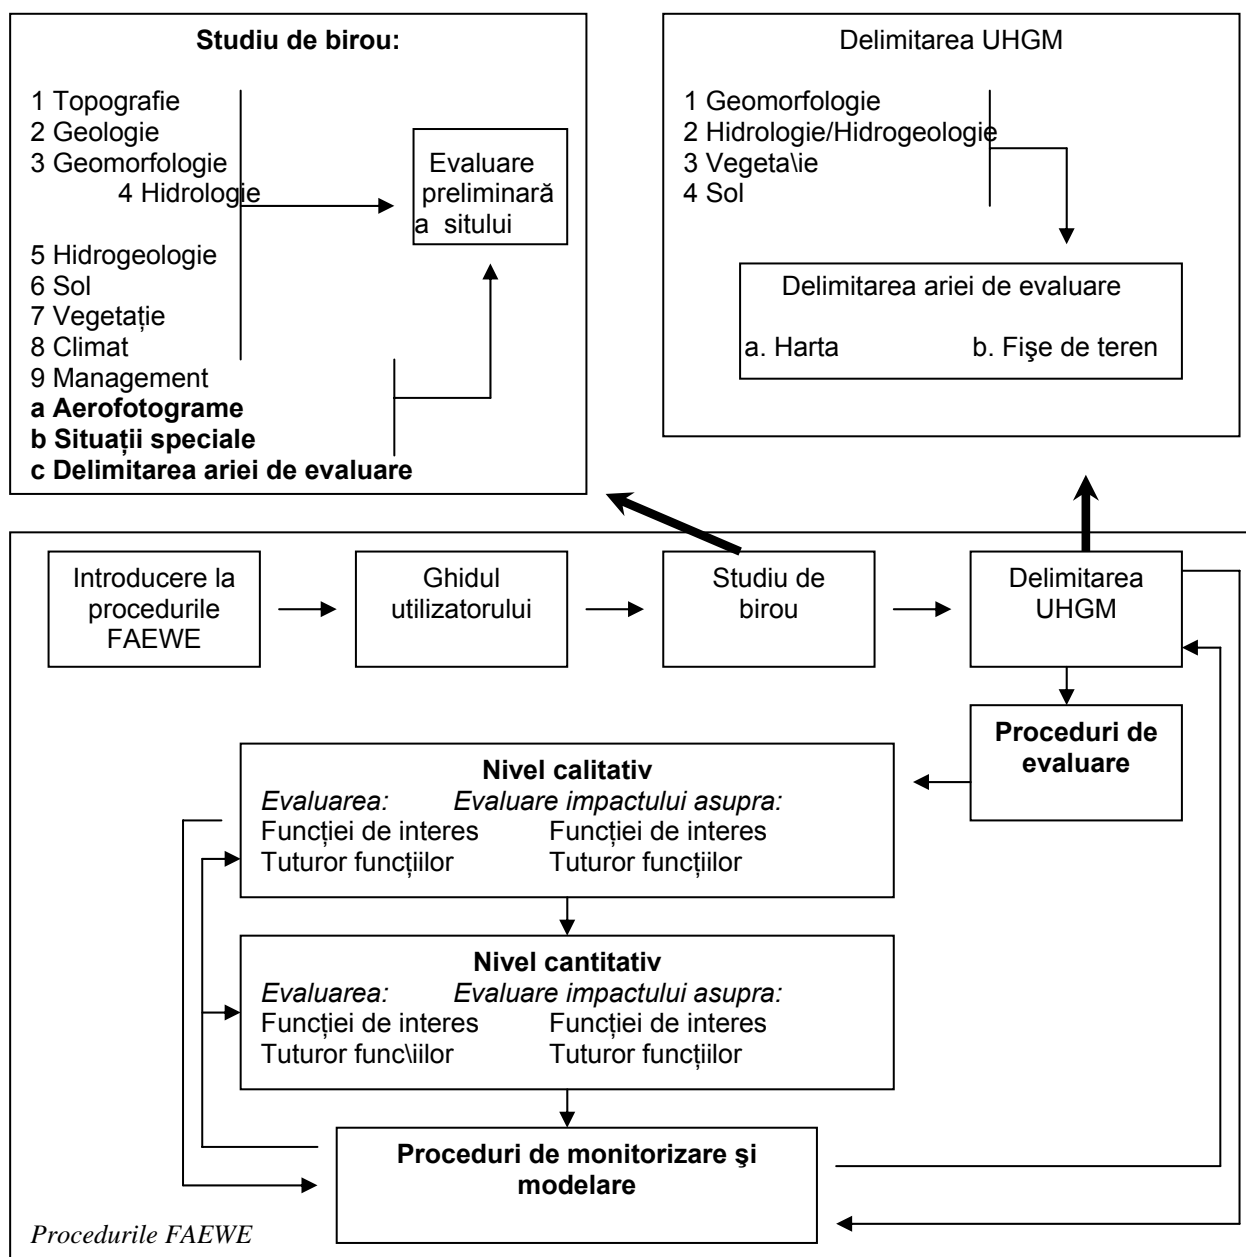 Studiu de birou:
1 Topografie
2 Geologie
3 Geomorfologie
4 Hidrologie
5 Hidrogeologie
6 Sol
7 Vegetație
8 Climat
9 Management
a Aerofotograme
b Situații speciale
c Delimitarea ariei de evaluare
Evaluare
preliminară
a situlului
Delimitarea UHGM
1 Geomorfologie
2 Hidrologie/Hidrogeologie
3 Vegeta\ie
4 Sol
Delimitarea ariei de evaluare
a. Harta b. Fişe de teren
Introducere la
procedurile
FAEWE
Ghidul
utilizatorului
Studiu de
birou
Delimitarea
UHGM
Proceduri de
evaluare
Nivel calitativ
Evaluarea: Evaluare impactului asupra:
Funcției de interes Funcției de interes
Tuturor funcțiilor Tuturor funcțiilor
Nivel cantitativ
Evaluarea: Evaluare impactului asupra:
Funcției de interes Funcției de interes
Tuturor func\iilor Tuturor funcțiilor
Proceduri de monitorizare şi
modelare
Procedurile FAEWE